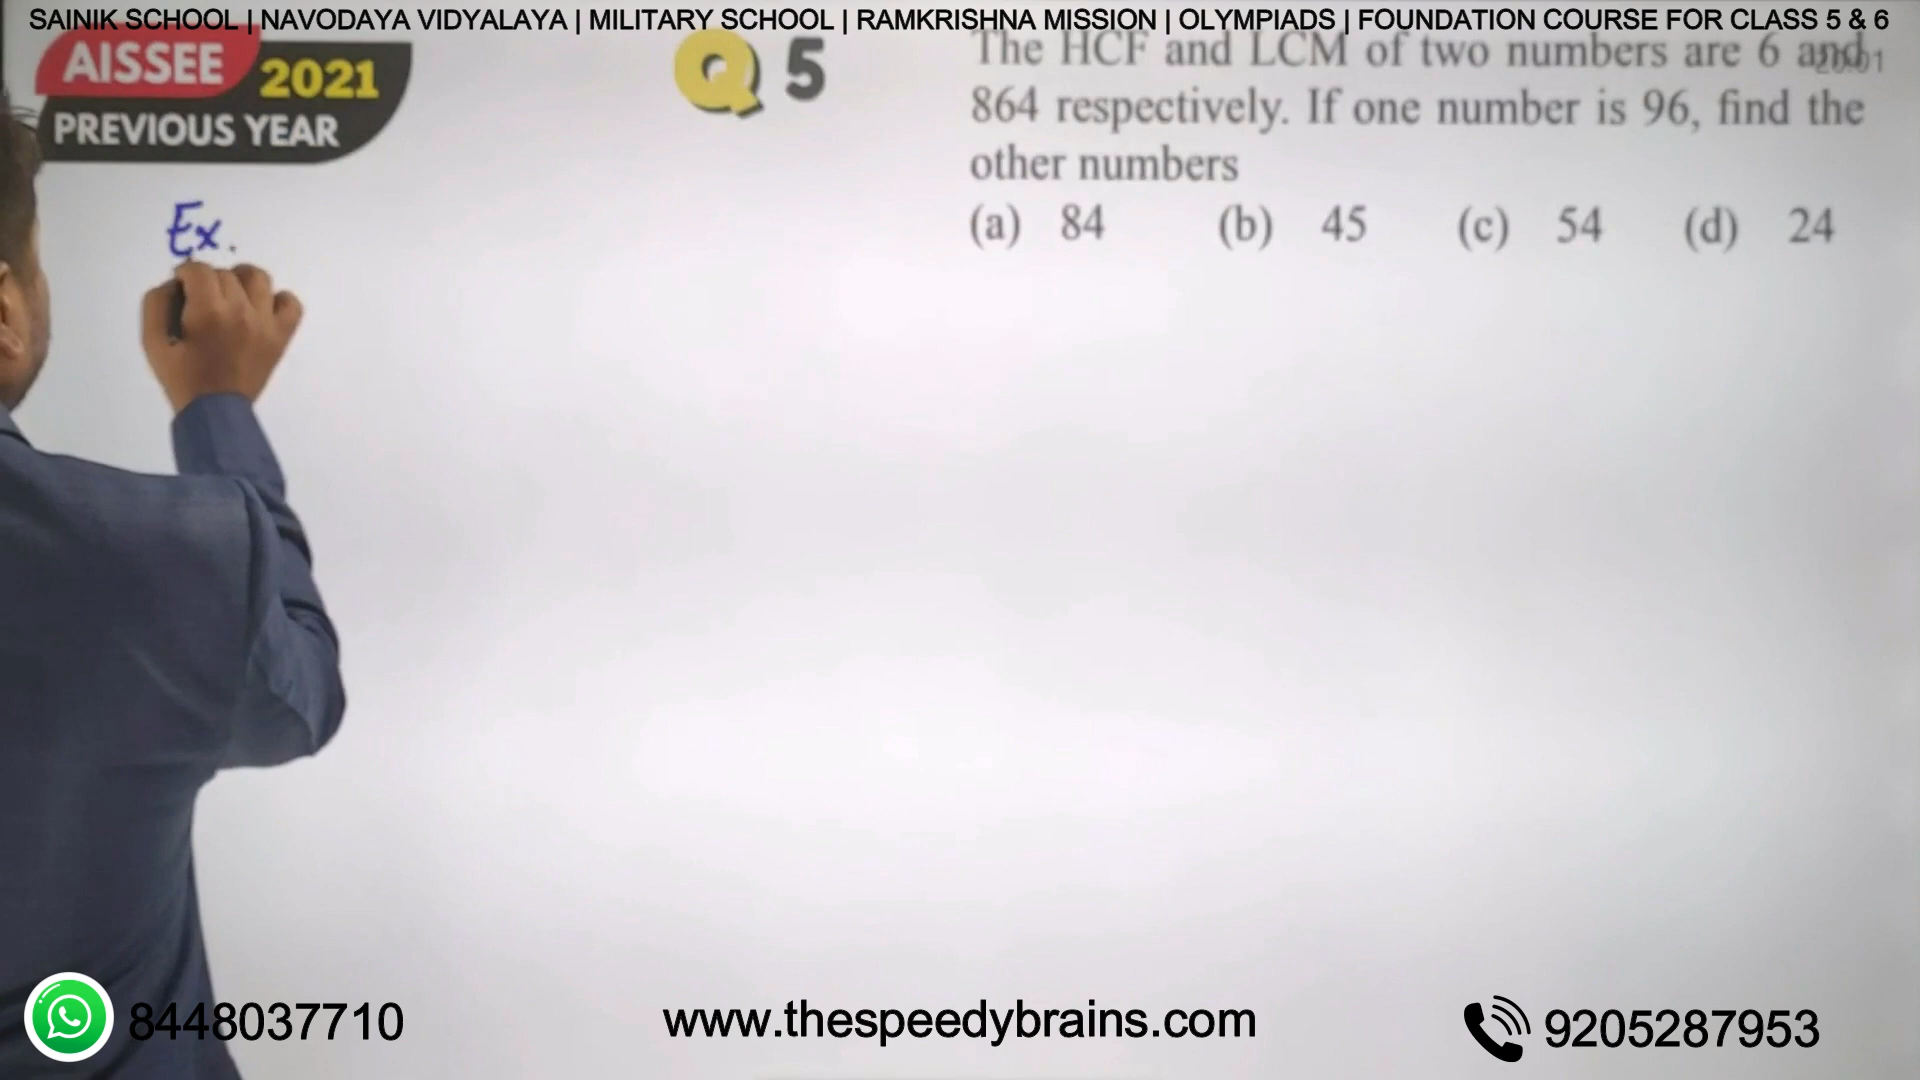 SAINIK SCHOOL | NAVODAYA VIDYALAYA | MILITARY SCHOOL | RAMKRISHNA MISSION | OLYMPIADS | FOUNDATION COURSE FOR CLASS 5 & 6
AISSEE 2021
PREVIOUS YEAR
Q 5
The HCF and LCM of two numbers are 6 and
864 respectively. If one number is 96, find the
other numbers
(a) 84 (b) 45 (c) 54 (d) 24
Ex.
8448037710
www.thespeedybrains.com
9205287953